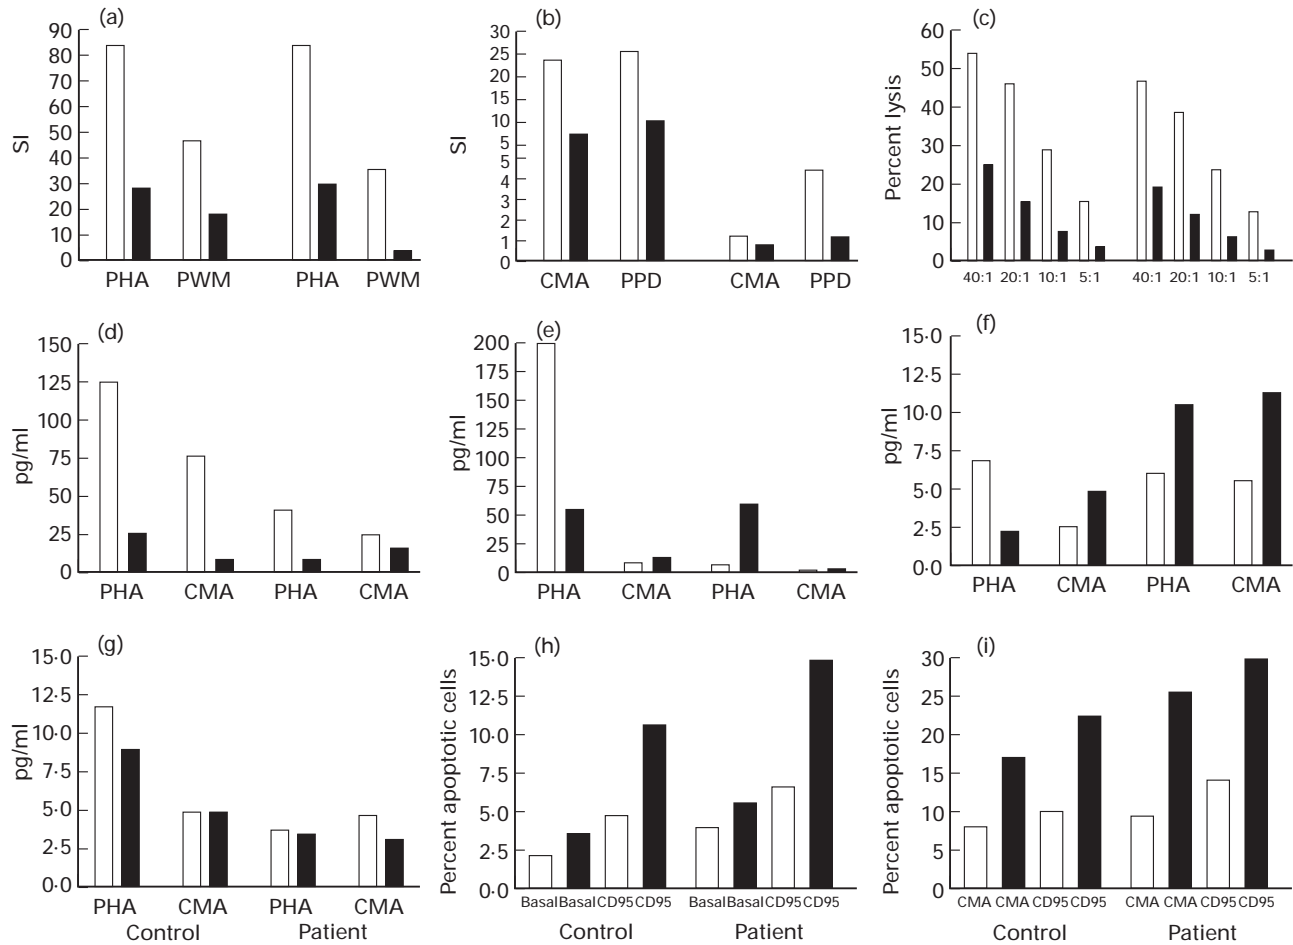 (a)
90
80
70
60
50
40
30
20
10
0
SI
PHA PWM PHA PWM
(b)
30
25
20
15
10
5
5
4
3
2
1
0
SI
CMA PPD CMA PPD
(c)
60
50
40
30
20
10
0
Percent lysis
40:1 20:1 10:1 5:1 40:1 20:1 10:1 5:1
(d)
150
125
100
75
50
25
0
pg/ml
PHA CMA PHA CMA
(e)
200
175
150
125
100
75
50
25
0
pg/ml
PHA CMA PHA CMA
(f)
15·0
12·5
10·0
7·5
5·0
2·5
0·0
pg/ml
PHA CMA PHA CMA
(g)
15·0
12·5
10·0
7·5
5·0
2·5
0·0
pg/ml
PHA CMA PHA CMA
Control Patient
(h)
15·0
12·5
10·0
7·5
5·0
2·5
0·0
Percent apoptotic cells
Basal Basal CD95 CD95 Basal Basal CD95 CD95
Control Patient
(i)
30
25
20
15
10
5
0
Percent apoptotic cells
CMA CMA CD95 CD95 CMA CMA CD95 CD95
Control Patient